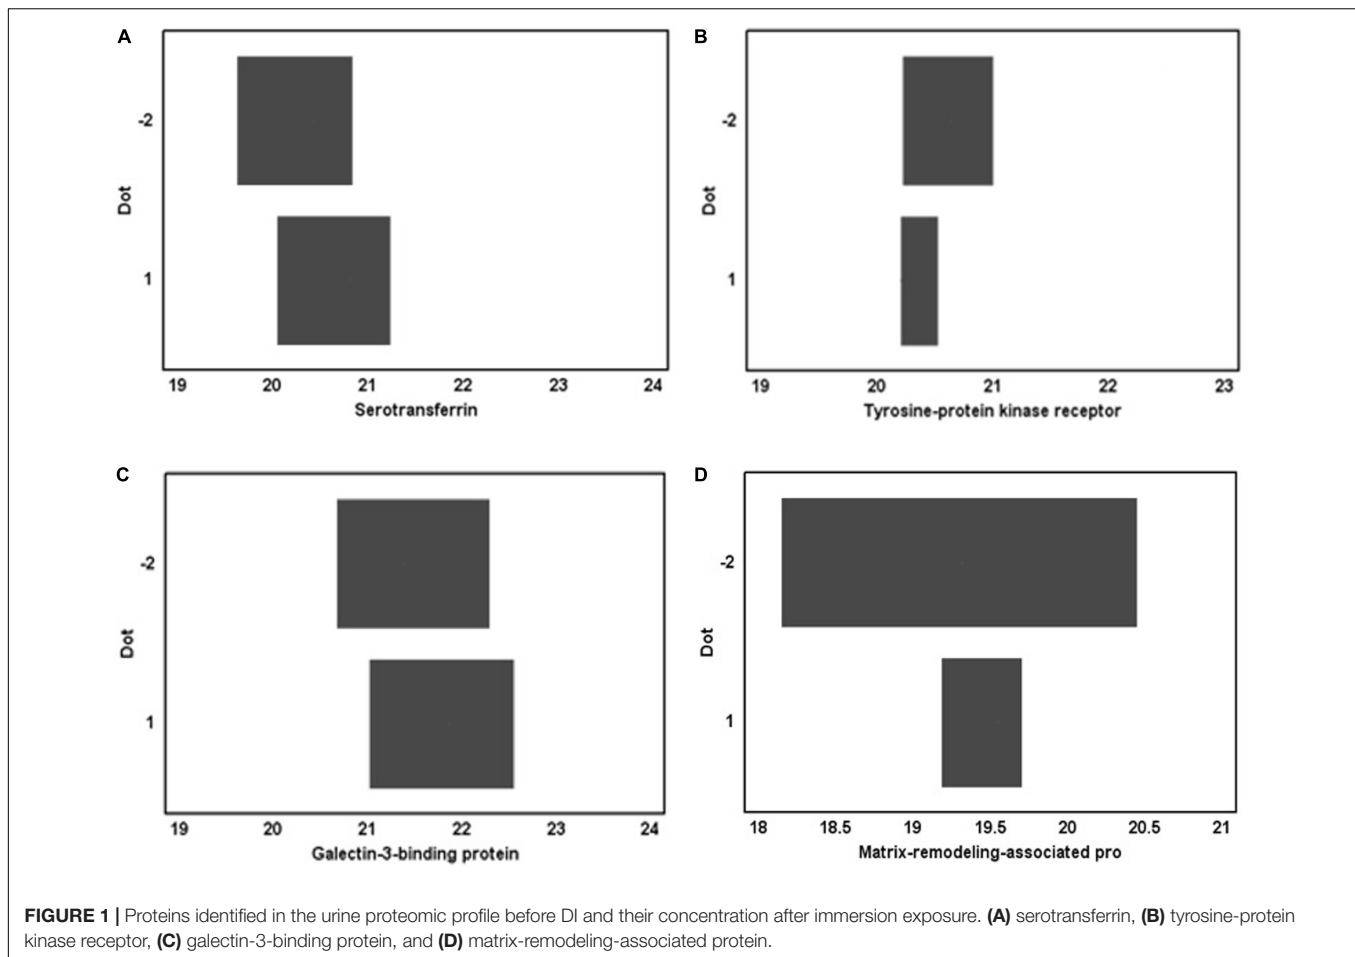 A
B
-2
-2
Dot
Dot
1
1
19 20 21 22 23 24
19 20 21 22 23
Serotransferrin
Tyrosine-protein kinase receptor
C
D
-2
-2
Dot
Dot
1
1
19 20 21 22 23 24
18 18.5 19 19.5 20 20.5 21
Galectin-3-binding protein
Matrix-remodeling-associated pro
FIGURE 1 | Proteins identified in the urine proteomic profile before DI and their concentration after immersion exposure. (A) serotransferrin, (B) tyrosine-protein
kinase receptor, (C) galectin-3-binding protein, and (D) matrix-remodeling-associated protein.